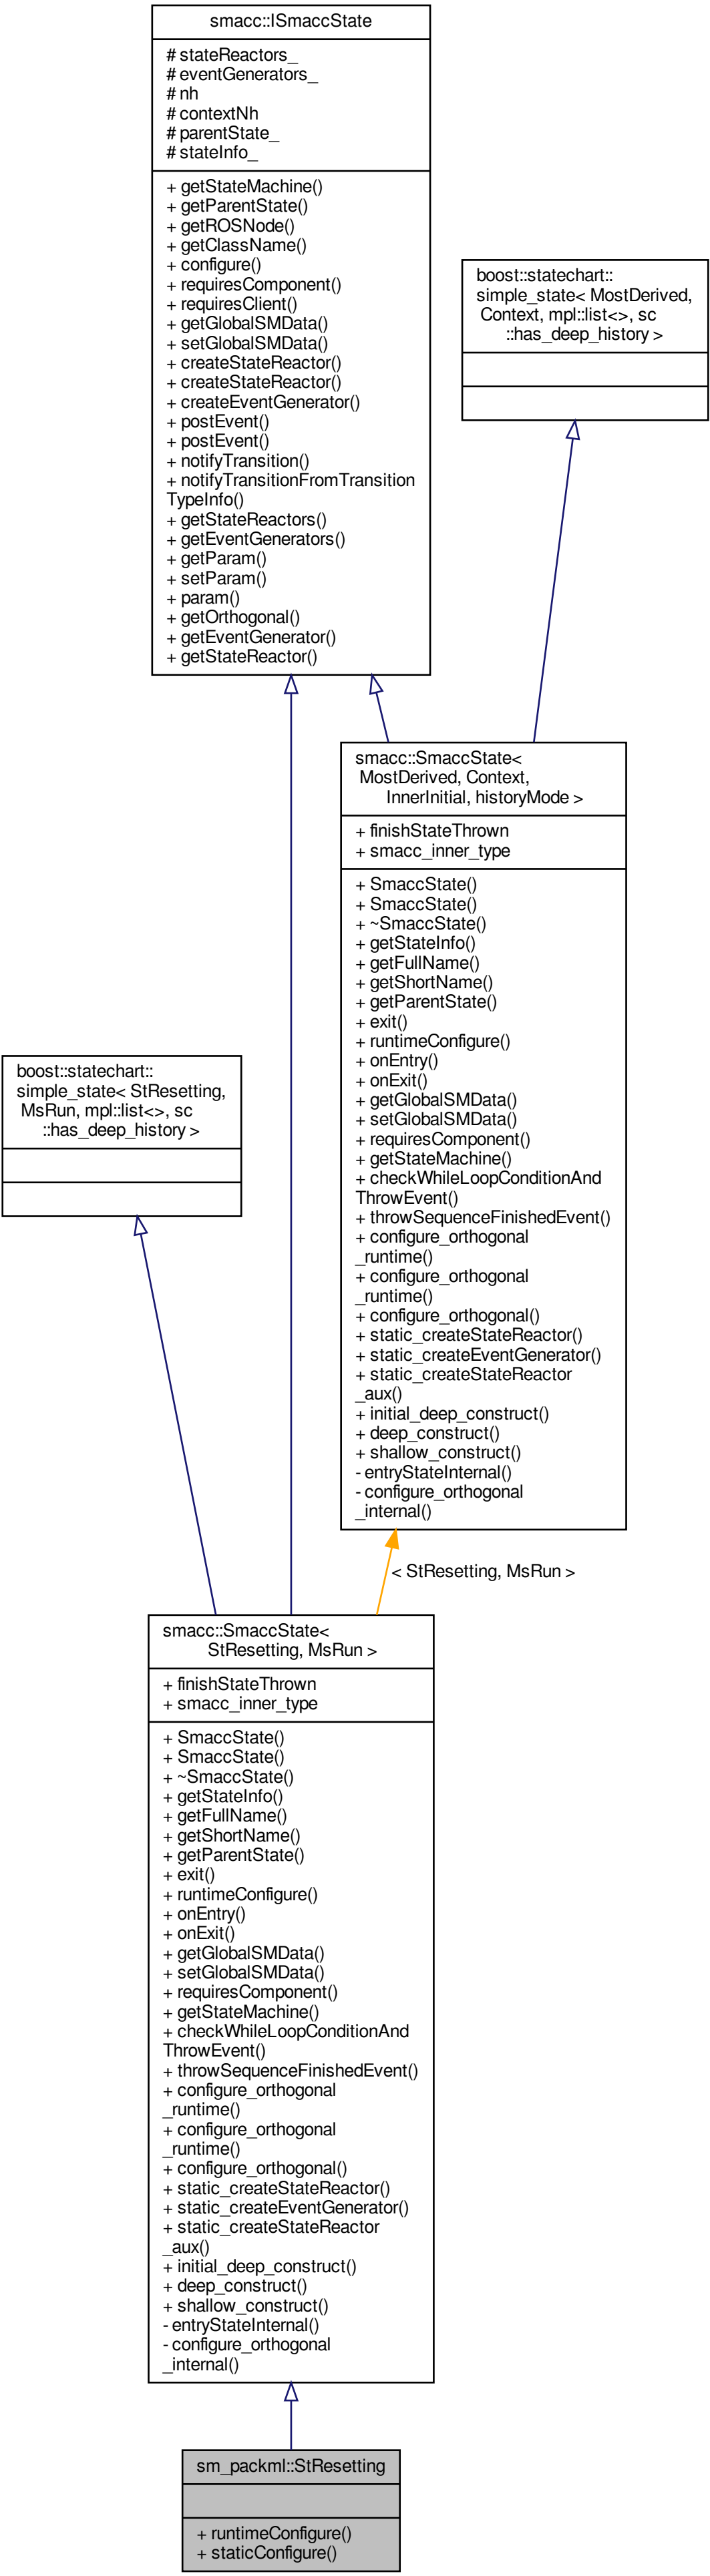 smacc::ISmaccState
# stateReactors_
# eventGenerators_
# nh
# contextNh
# parentState_
# stateInfo_
+ getStateMachine()
+ getParentState()
+ getROSNode()
+ getClassName()
+ configure()
+ requiresComponent()
+ requiresClient()
+ getGlobalSMData()
+ setGlobalSMData()
+ createStateReactor()
+ createStateReactor()
+ createEventGenerator()
+ postEvent()
+ postEvent()
+ notifyTransition()
+ notifyTransitionFromTransition
TypeInfo()
+ getStateReactors()
+ getEventGenerators()
+ getParam()
+ setParam()
+ param()
+ getOrthogonal()
+ getEventGenerator()
+ getStateReactor()
boost::statechart::
simple_state< MostDerived,
Context, mpl::list<>, sc
::has_deep_history >
smacc::SmaccState<
MostDerived, Context,
InnerInitial, historyMode >
+ finishStateThrown
+ smacc_inner_type
+ SmaccState()
+ SmaccState()
+ ~SmaccState()
+ getStateInfo()
+ getFullName()
+ getShortName()
+ getParentState()
+ exit()
+ runtimeConfigure()
+ onEntry()
+ onExit()
+ getGlobalSMData()
+ setGlobalSMData()
+ requiresComponent()
+ getStateMachine()
+ checkWhileLoopConditionAnd
ThrowEvent()
+ throwSequenceFinishedEvent()
+ configure_orthogonal
_runtime()
+ configure_orthogonal
_runtime()
+ configure_orthogonal()
+ static_createStateReactor()
+ static_createEventGenerator()
+ static_createStateReactor
_aux()
+ initial_deep_construct()
+ deep_construct()
+ shallow_construct()
- entryStateInternal()
- configure_orthogonal
_internal()
boost::statechart::
simple_state< StResetting,
MsRun, mpl::list<>, sc
::has_deep_history >
< StResetting, MsRun >
smacc::SmaccState<
StResetting, MsRun >
+ finishStateThrown
+ smacc_inner_type
+ SmaccState()
+ SmaccState()
+ ~SmaccState()
+ getStateInfo()
+ getFullName()
+ getShortName()
+ getParentState()
+ exit()
+ runtimeConfigure()
+ onEntry()
+ onExit()
+ getGlobalSMData()
+ setGlobalSMData()
+ requiresComponent()
+ getStateMachine()
+ checkWhileLoopConditionAnd
ThrowEvent()
+ throwSequenceFinishedEvent()
+ configure_orthogonal
_runtime()
+ configure_orthogonal
_runtime()
+ configure_orthogonal()
+ static_createStateReactor()
+ static_createEventGenerator()
+ static_createStateReactor
_aux()
+ initial_deep_construct()
+ deep_construct()
+ shallow_construct()
- entryStateInternal()
- configure_orthogonal
_internal()
sm_packml::StResetting
+ runtimeConfigure()
+ staticConfigure()